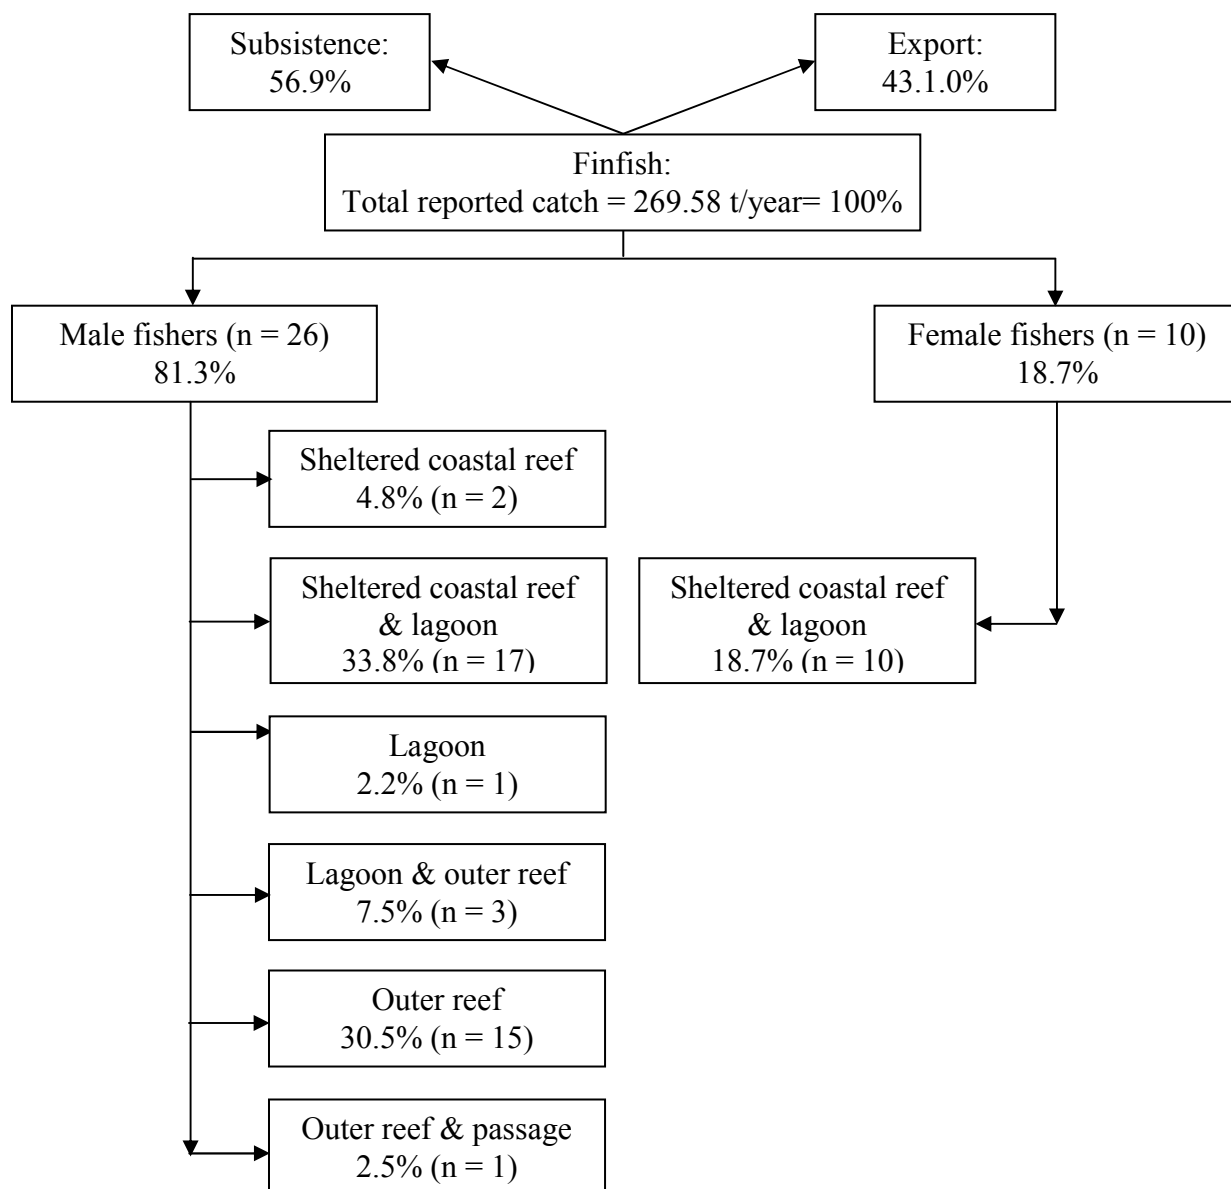 Subsistence:
56.9%
Export:
43.1.0%
Finfish:
Total reported catch = 269.58 t/year= 100%
Male fishers (n = 26)
81.3%
Female fishers (n = 10)
18.7%
Sheltered coastal reef
4.8% (n = 2)
Sheltered coastal reef
& lagoon
33.8% (n = 17)
Sheltered coastal reef
& lagoon
18.7% (n = 10)
Lagoon
2.2% (n = 1)
Lagoon & outer reef
7.5% (n = 3)
Outer reef
30.5% (n = 15)
Outer reef & passage
2.5% (n = 1)